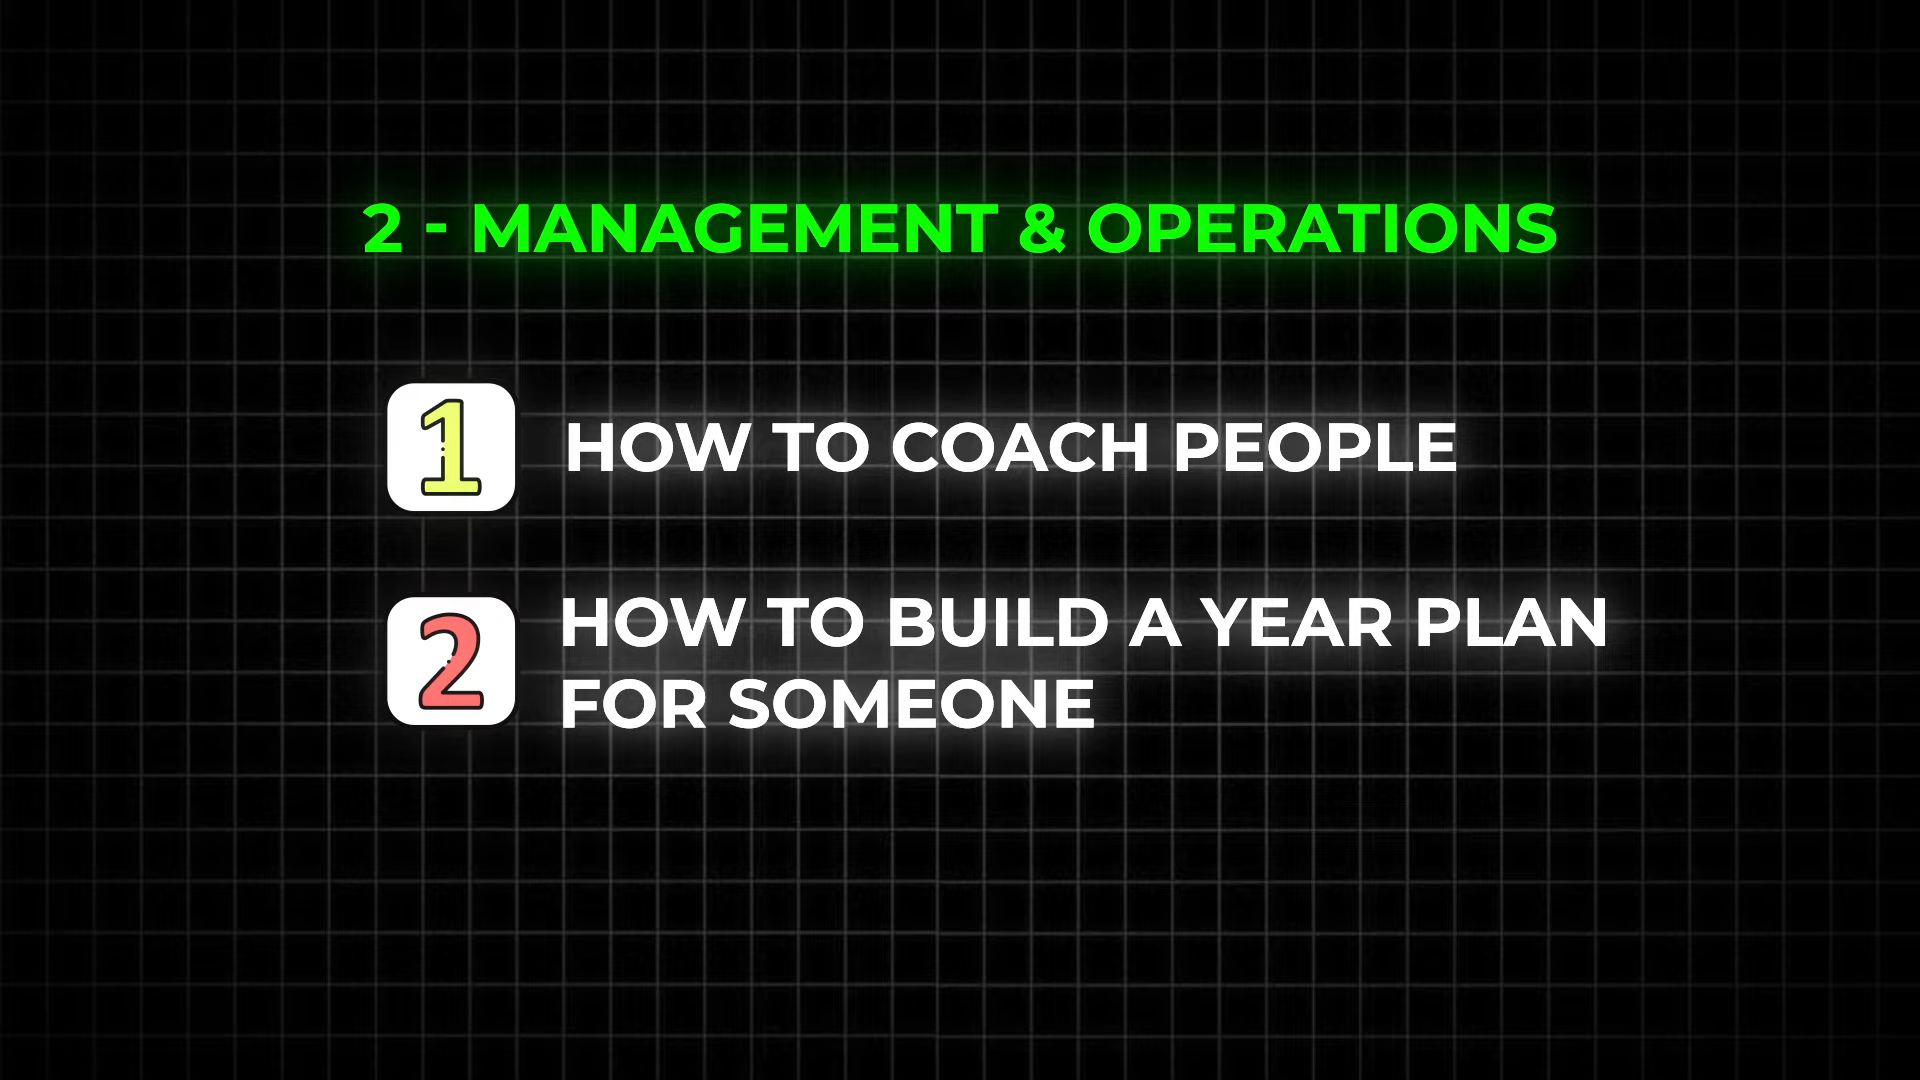 2 - MANAGEMENT & OPERATIONS
1 HOW TO COACH PEOPLE
2 HOW TO BUILD A YEAR PLAN
FOR SOMEONE